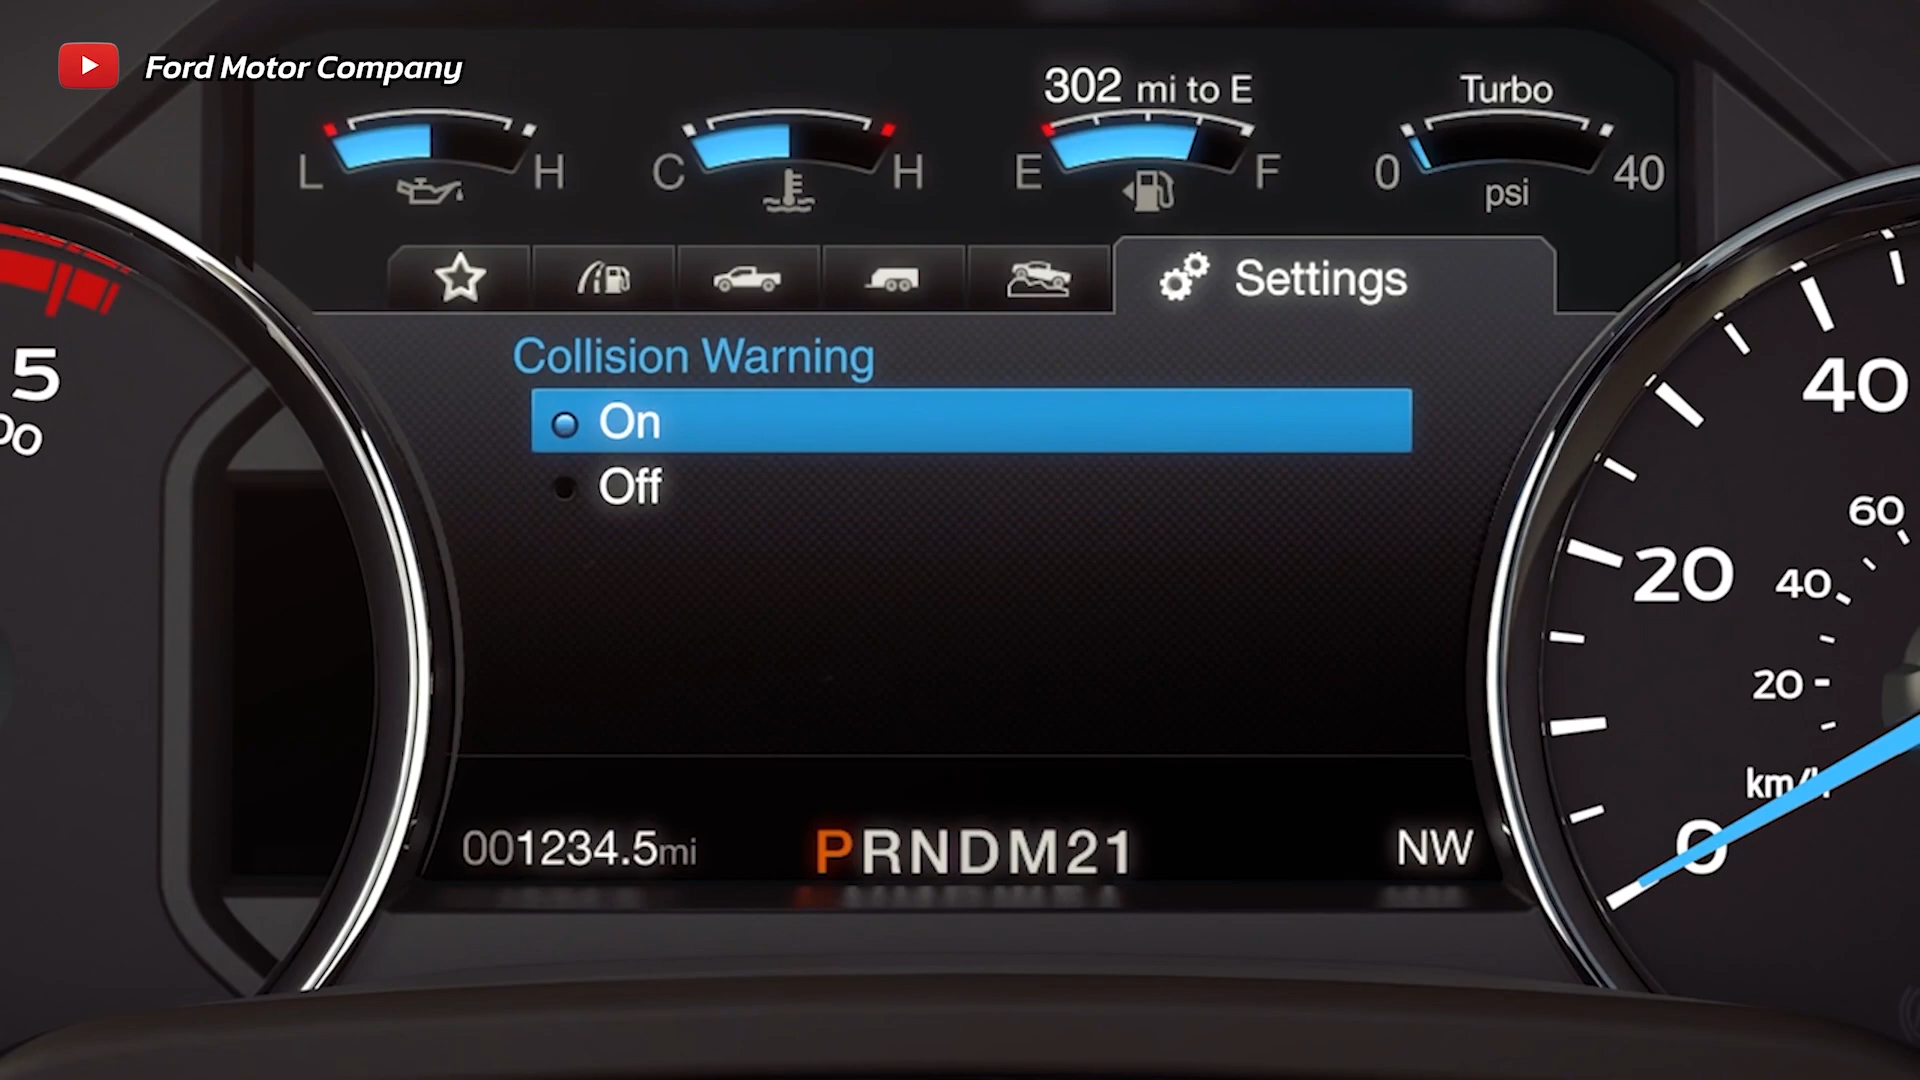 Ford Motor Company
302 mi to E
Turbo
L H
C H
E F
0 40
psi
Settings
Collision Warning
On
Off
5
40
60
20
40
20
km/h
0
001234.5mi
PRNDM21
NW